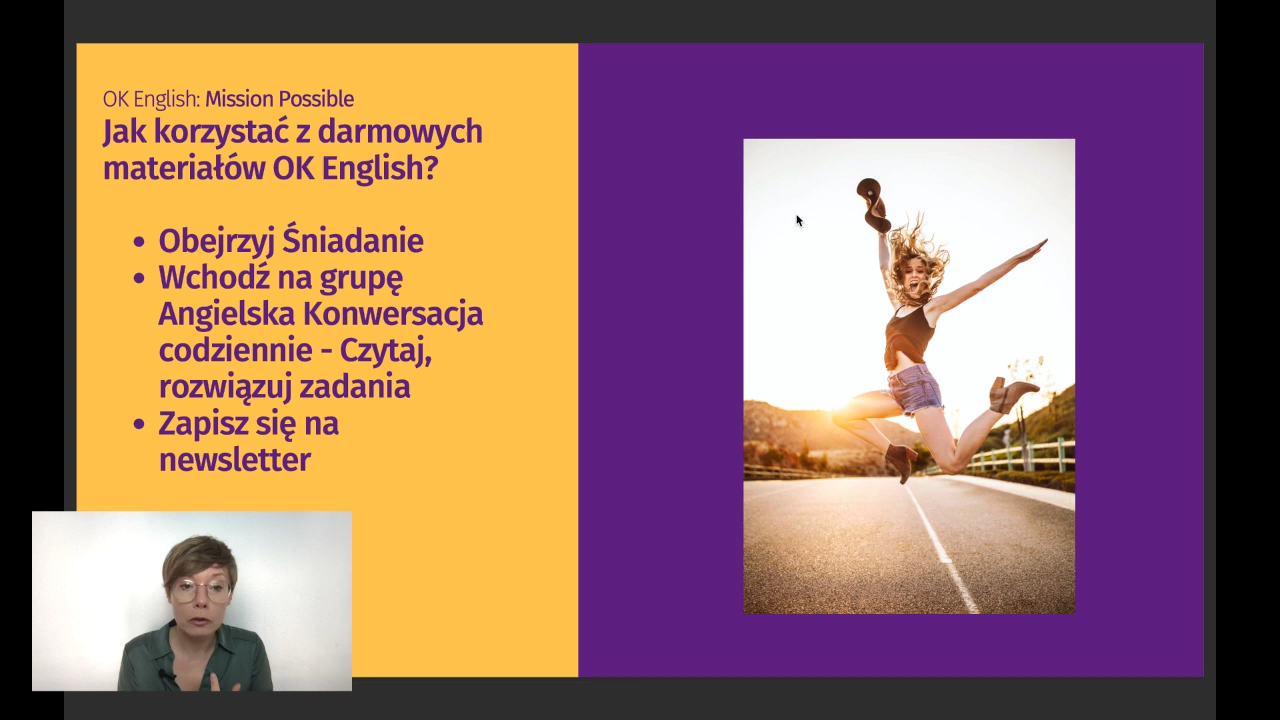 OK English: Mission Possible
Jak korzystać z darmowych
materiałów OK English?
• Obejrzyj Śniadanie
• Wchodź na grupę
Angielska Konwersacja
codziennie - Czytaj,
rozwiązuj zadania
• Zapisz się na
newsletter